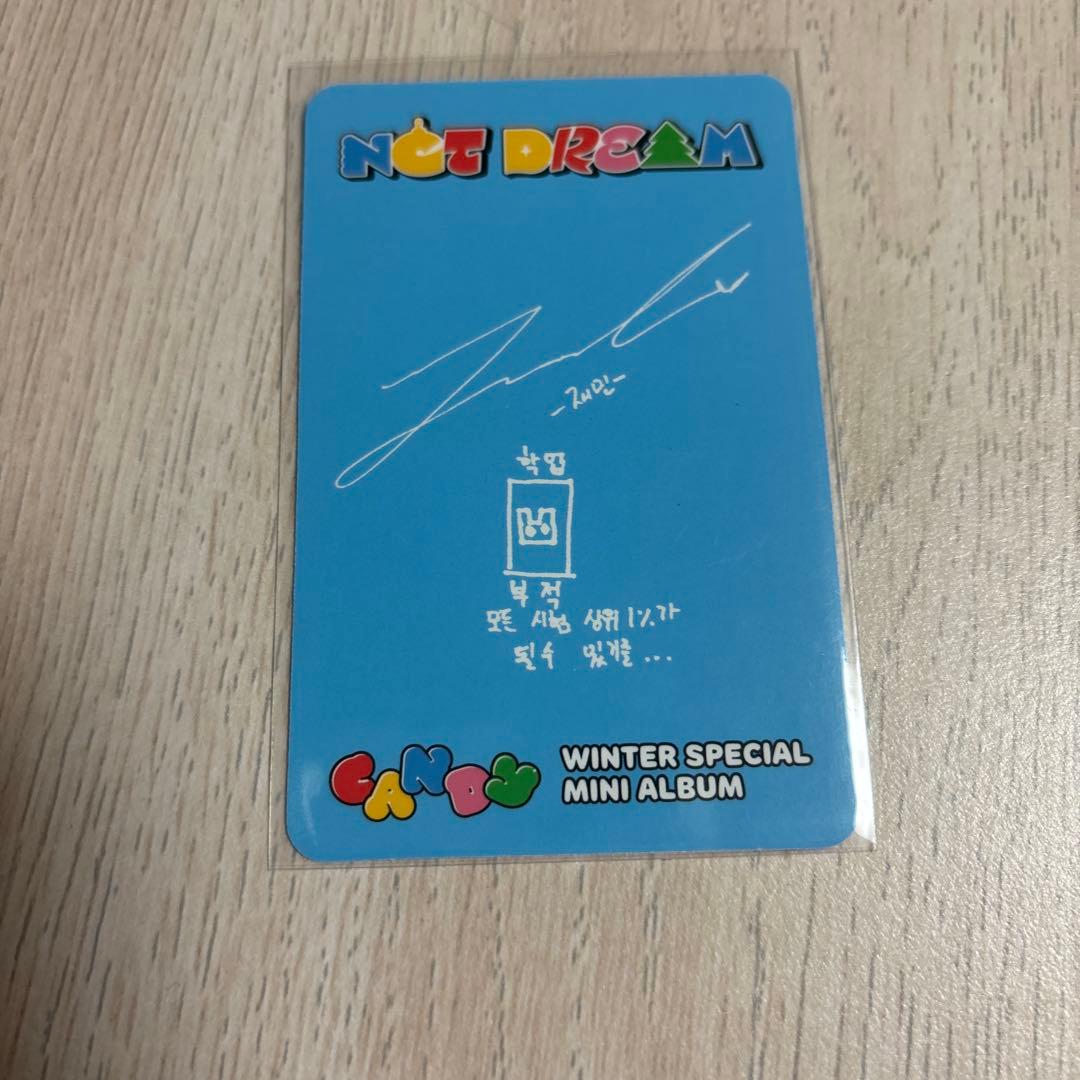 NCT DREAM
-재민-
학업
부적
모든 시험 상위 1%가
될 수 있기를...
CANDY
WINTER SPECIAL
MINI ALBUM